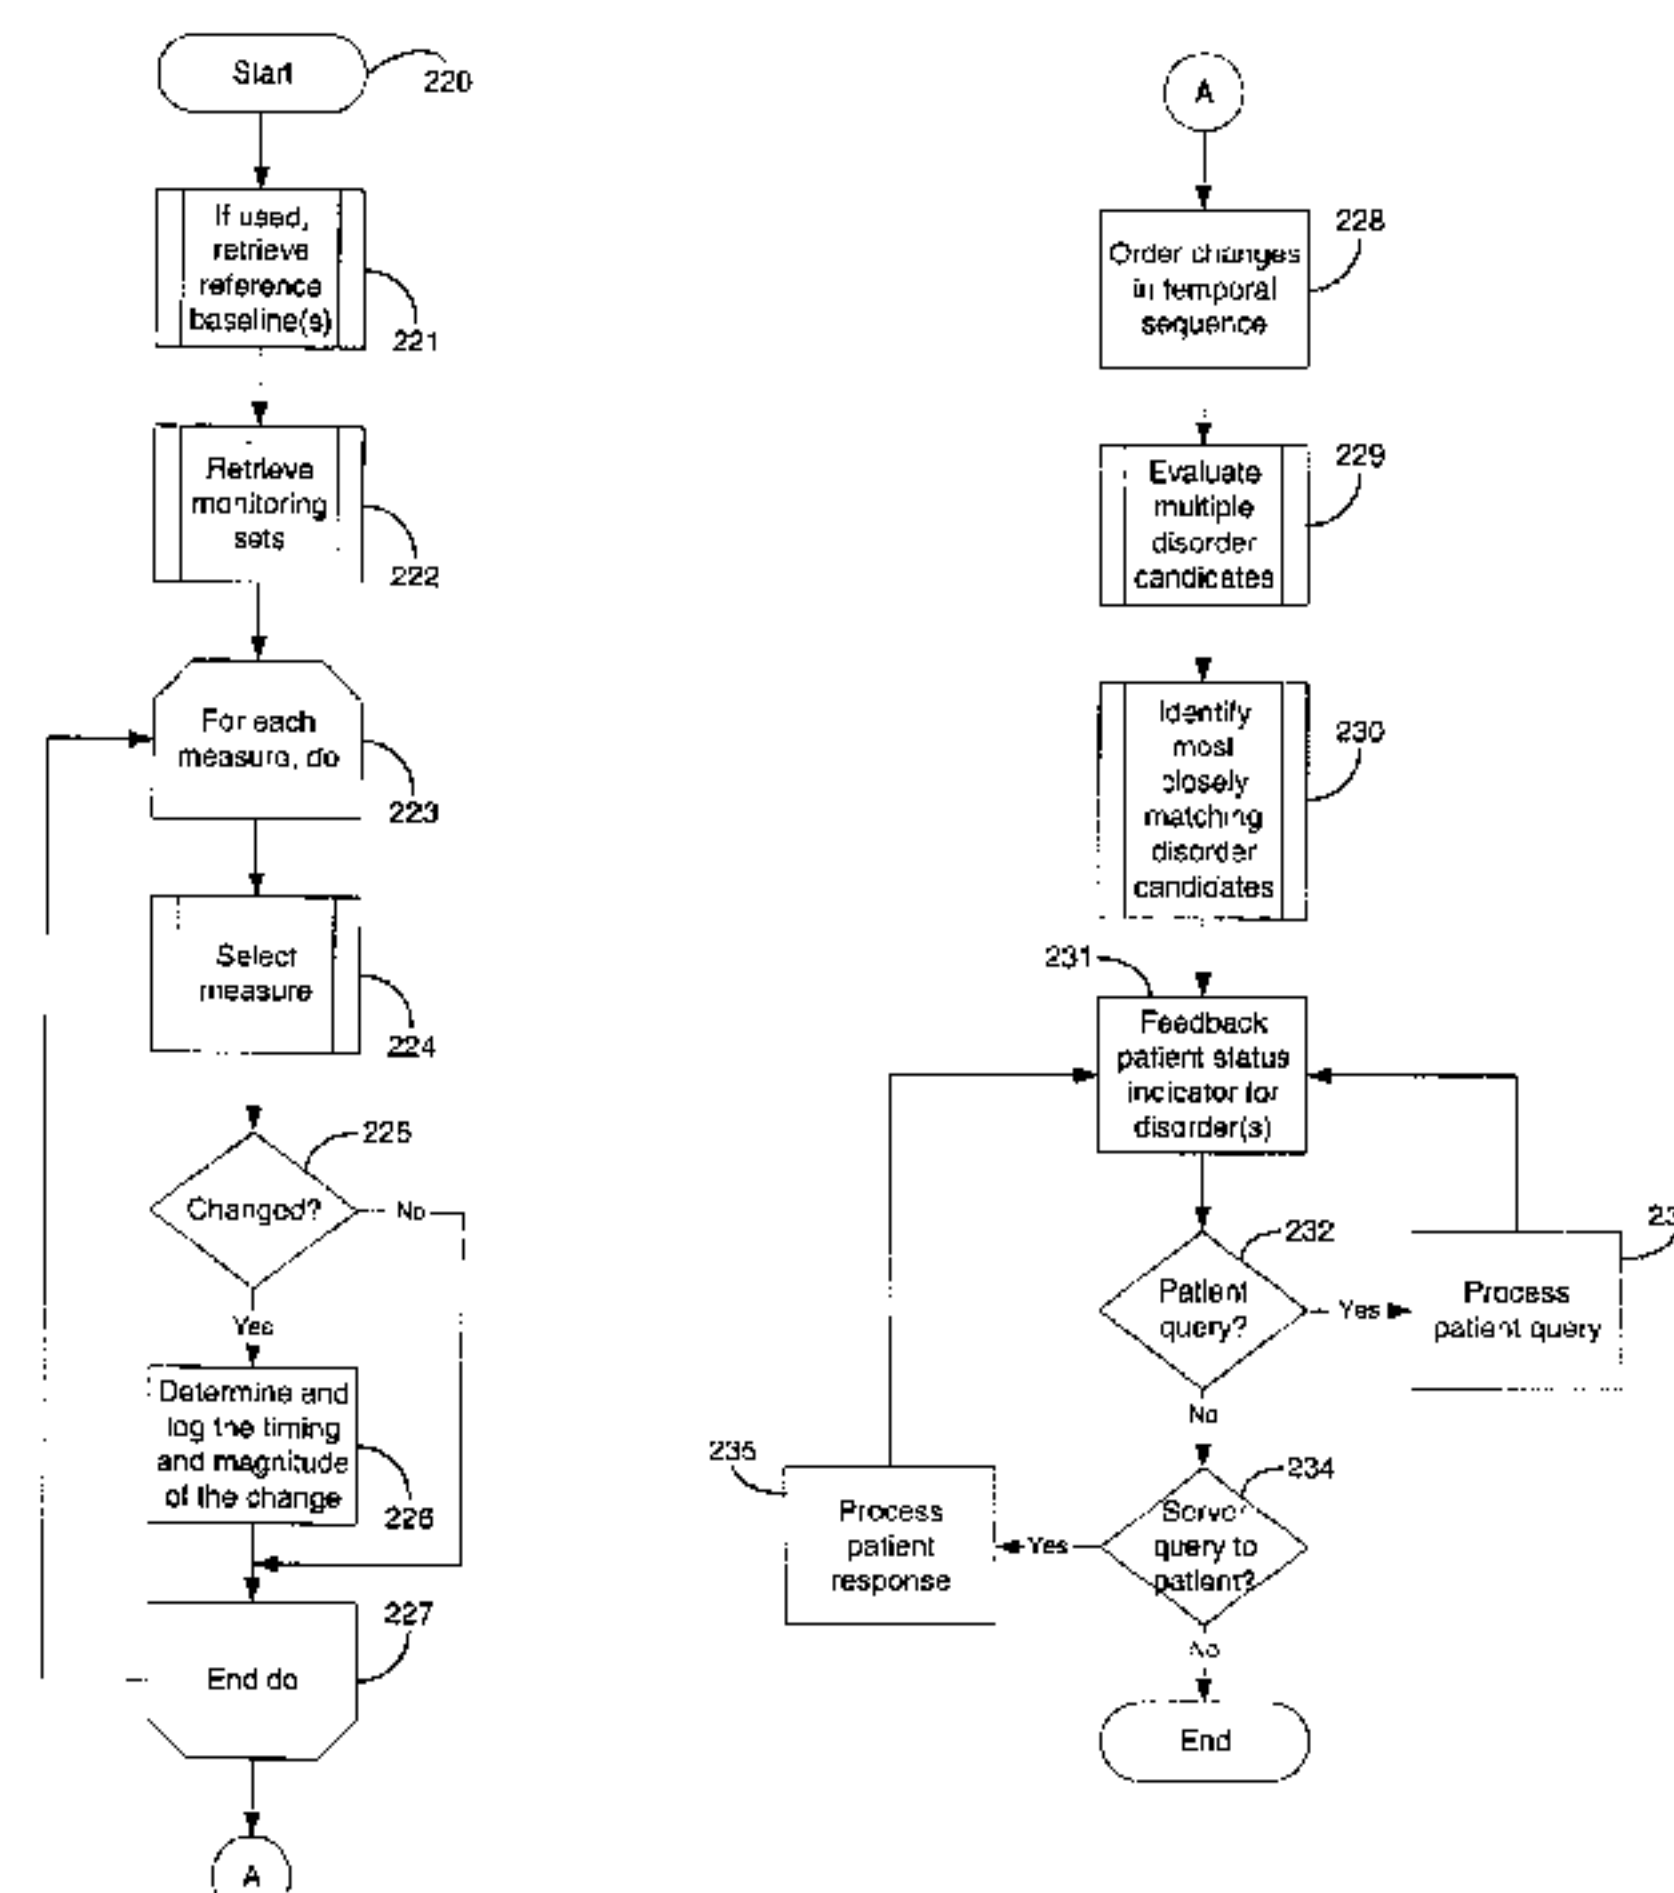 Start
220
If used,
retrieve
reference
baseline(s)
221
Retrieve
monitoring
sets
222
For each
measure, do
223
Select
measure
224
225
Changed?
No
Yes
Determine and
log the timing
and magnitude
of the change
226
227
End do
A
A
228
Order changes
in temporal
sequence
229
Evaluate
multiple
disorder
candidates
230
Identify
most
closely
matching
disorder
candidates
231
Feedback
patient status
indicator for
disorder(s)
232
Patient
query?
Yes
Process
patient query
No
234
Server
query to
patient?
Yes
235
Process
patient
response
No
End